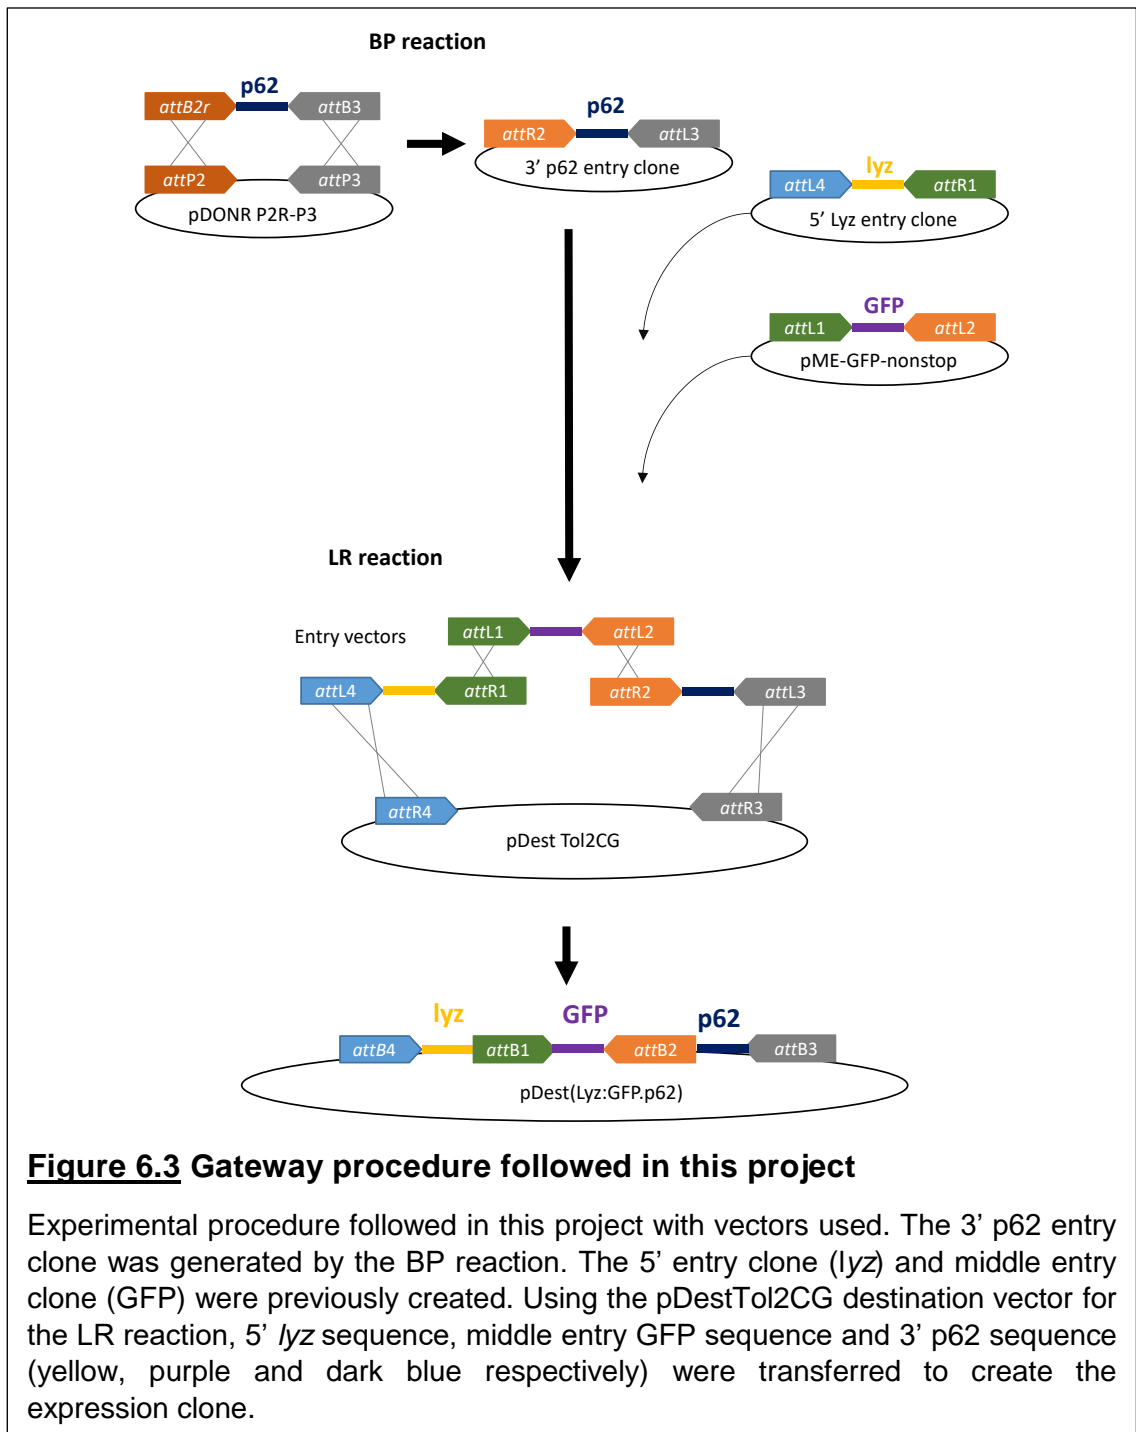 BP reaction
p62
attB2r
attB3
attP2
attP3
pDONR P2R-P3
p62
attR2
attL3
3’ p62 entry clone
lyz
attL4
attR1
5’ Lyz entry clone
GFP
attL1
attL2
pME-GFP-nonstop
LR reaction
Entry vectors
attL1
attL2
attL4
attR1
attR2
attL3
attR4
attR3
pDest Tol2CG
lyz
GFP
p62
attB4
attB1
attB2
attB3
pDest(Lyz:GFP.p62)
Figure 6.3 Gateway procedure followed in this project
Experimental procedure followed in this project with vectors used. The 3’ p62 entry
clone was generated by the BP reaction. The 5’ entry clone (lyz) and middle entry
clone (GFP) were previously created. Using the pDestTol2CG destination vector for
the LR reaction, 5’ lyz sequence, middle entry GFP sequence and 3’ p62 sequence
(yellow, purple and dark blue respectively) were transferred to create the
expression clone.